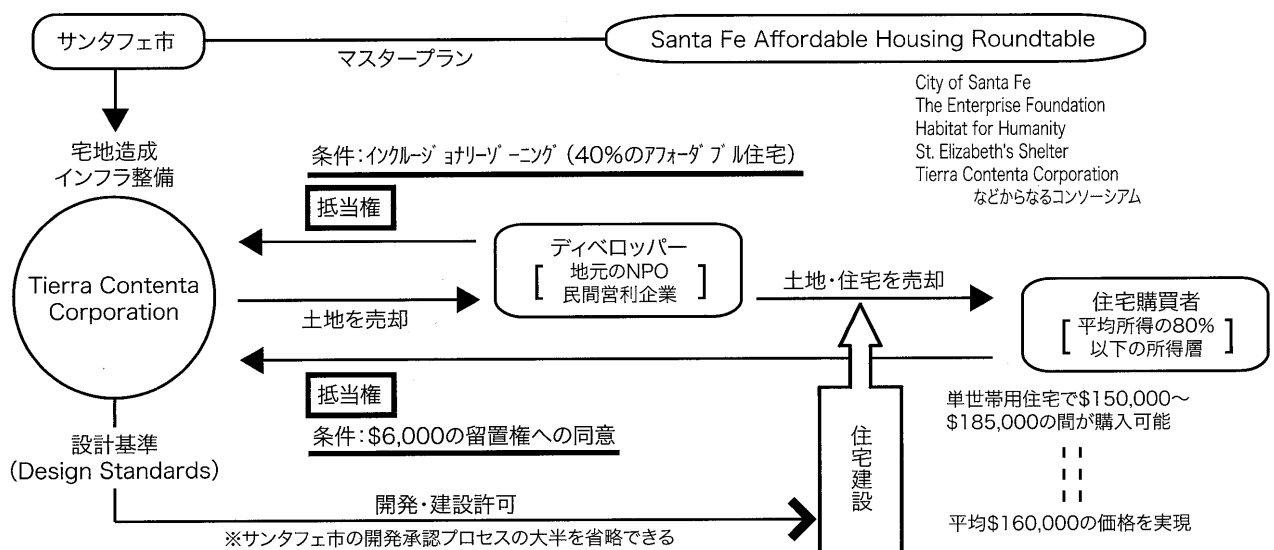 サンタフェ市
マスタープラン
Santa Fe Affordable Housing Roundtable
City of Santa Fe
The Enterprise Foundation
Habitat for Humanity
St. Elizabeth's Shelter
Tierra Contenta Corporation
などからなるコンソーシアム
宅地造成
インフラ整備
条件:インクルージョナリーゾーニング(40%のアフォーダブル住宅)
抵当権
Tierra Contenta
Corporation
土地を売却
ディベロッパー
[ 地元のNPO
民間営利企業 ]
土地・住宅を売却
住宅購買者
[ 平均所得の80%
以下の所得層 ]
抵当権
条件:$6,000の留置権への同意
単世帯用住宅で$150,000〜
$185,000の間が購入可能
平均$160,000の価格を実現
住宅建設
設計基準
(Design Standards)
開発・建設許可
※サンタフェ市の開発承認プロセスの大半を省略できる